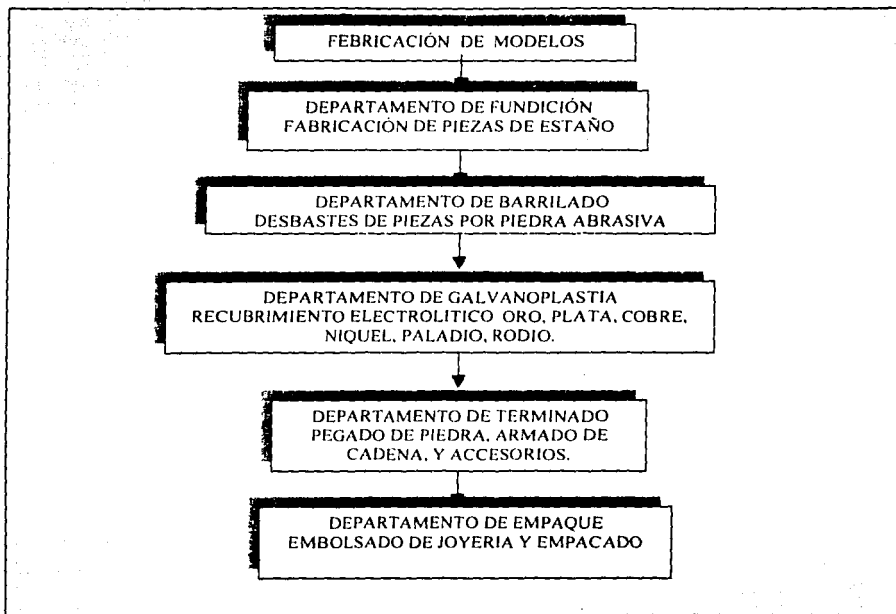 FEBRICACIÓN DE MODELOS
DEPARTAMENTO DE FUNDICIÓN
FABRICACIÓN DE PIEZAS DE ESTAÑO
DEPARTAMENTO DE BARRILADO
DESBASTES DE PIEZAS POR PIEDRA ABRASIVA
DEPARTAMENTO DE GALVANOPLASTIA
RECUBRIMIENTO ELECTROLITICO ORO, PLATA, COBRE,
NIQUEL, PALADIO, RODIO.
DEPARTAMENTO DE TERMINADO
PEGADO DE PIEDRA, ARMADO DE
CADENA, Y ACCESORIOS.
DEPARTAMENTO DE EMPAQUE
EMBOLSADO DE JOYERIA Y EMPACADO